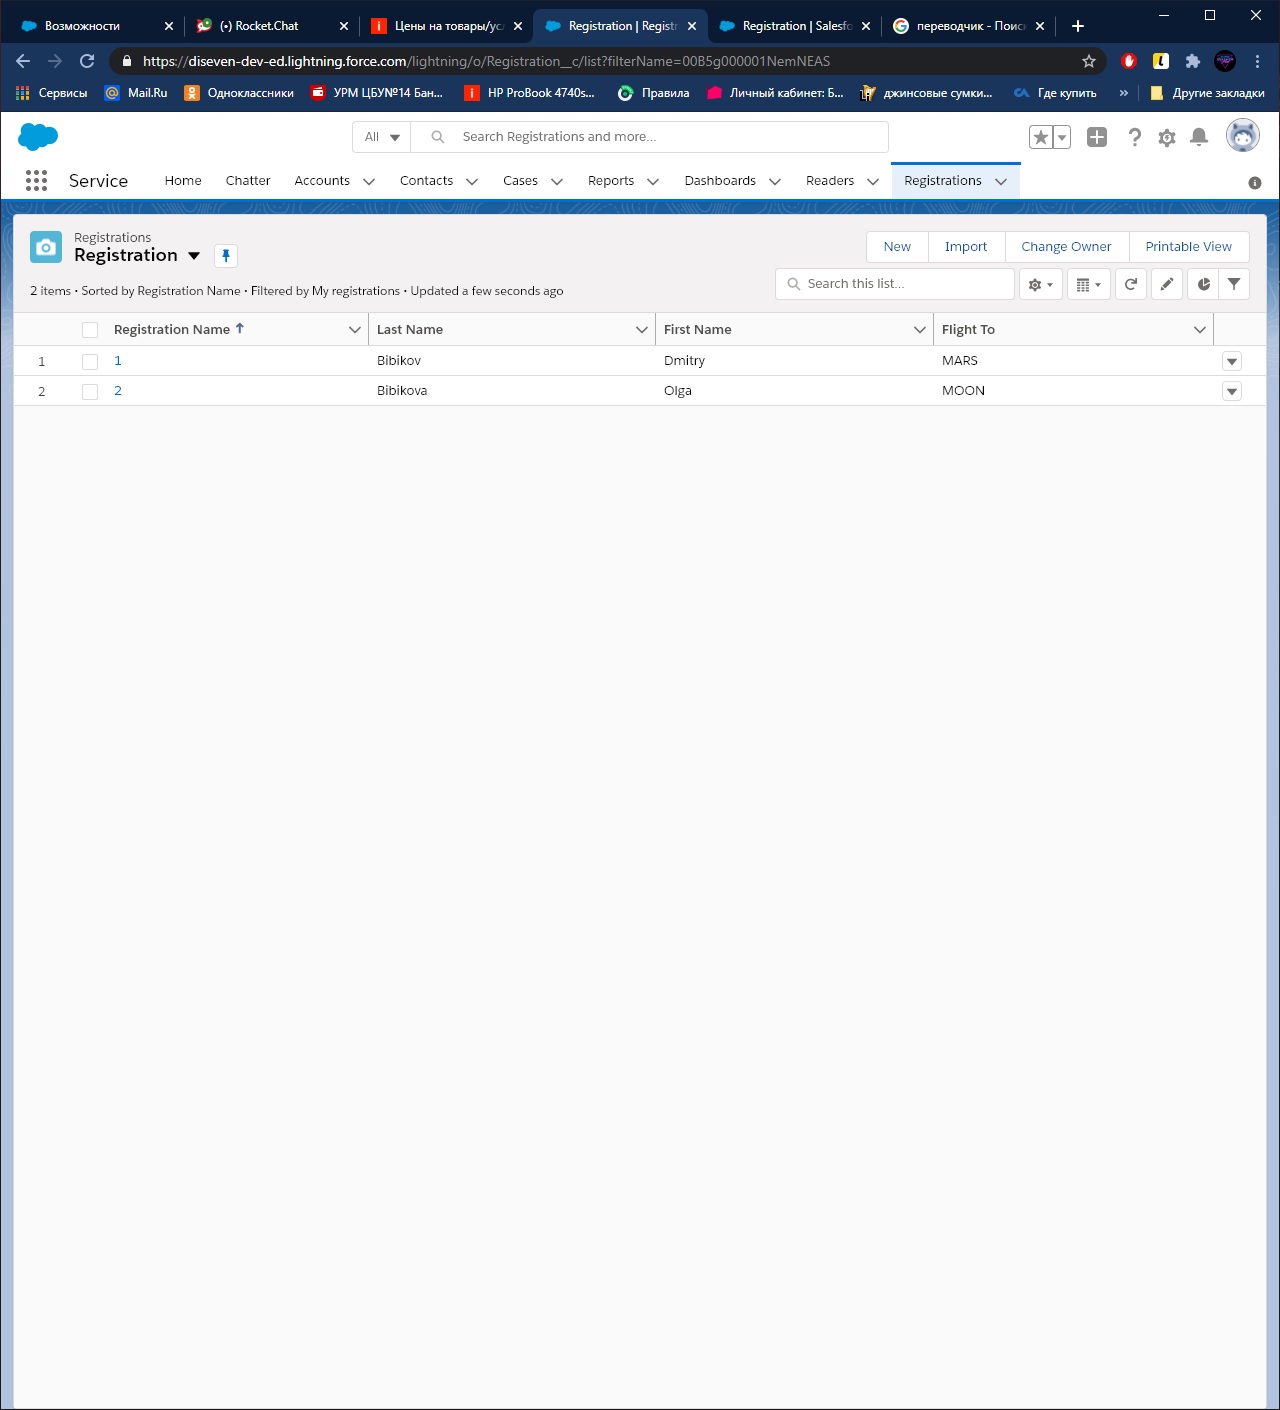 Возможности
(•) Rocket.Chat
Цены на товары/усл
Registration | Registr
Registration | Salesfo
переводчик - Поис
https://diseven-dev-ed.lightning.force.com/lightning/o/Registration__c/list?filterName=00B5g000001NemNEAS
Сервисы
Mail.Ru
Одноклассники
УРМ ЦБУ№14 Бан...
HP ProBook 4740s...
Правила
Личный кабинет: Б...
джинсовые сумки...
Где купить
»
Другие закладки
All
Search Registrations and more...
Service
Home
Chatter
Accounts
Contacts
Cases
Reports
Dashboards
Readers
Registrations
Registrations
Registration
New
Import
Change Owner
Printable View
2 items • Sorted by Registration Name • Filtered by My registrations • Updated a few seconds ago
Search this list...
Registration Name ↑
Last Name
First Name
Flight To
1 1 Bibikov Dmitry MARS
2 2 Bibikova Olga MOON